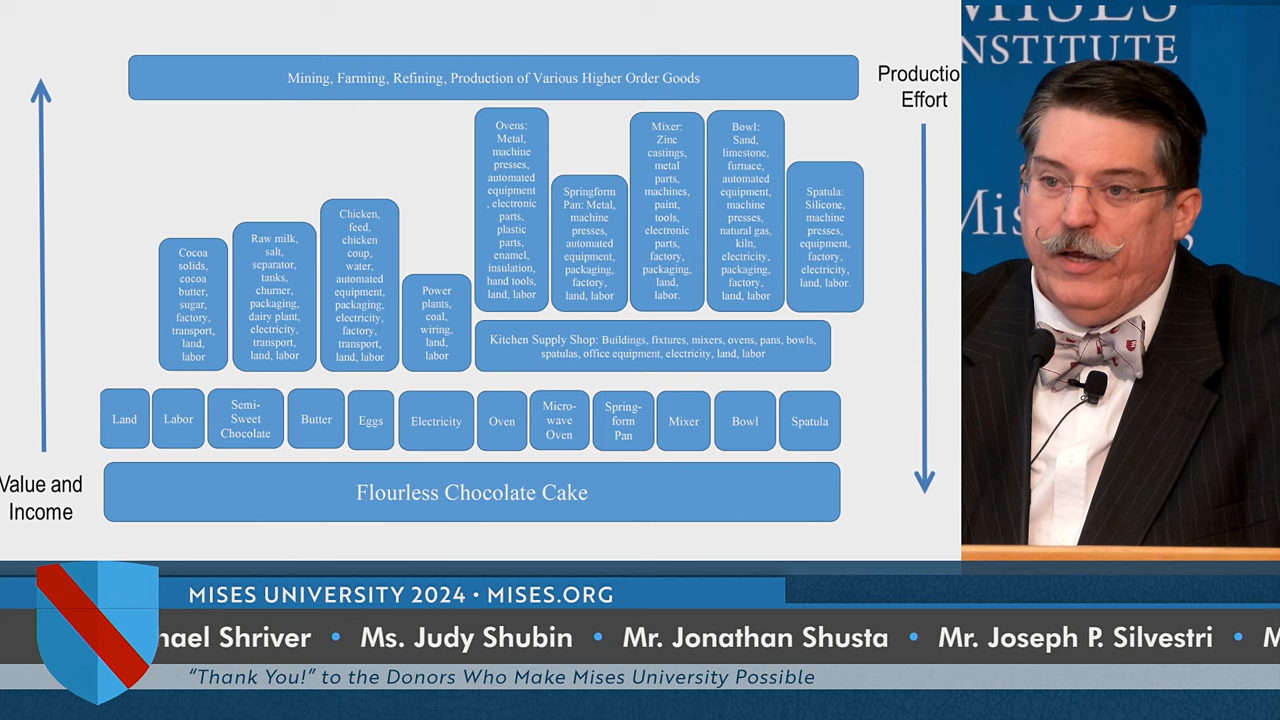 Mining, Farming, Refining, Production of Various Higher Order Goods
Productio
Effort
Ovens:
Metal,
machine
presses,
automated
equipment
, electronic
parts,
plastic
parts,
enamel,
insulation,
hand tools,
land, labor
Mixer:
Zinc
castings,
metal
parts,
machines,
paint,
tools,
electronic
parts,
factory,
packaging,
land,
labor.
Bowl:
Sand,
limestone,
furnace,
automated
equipment,
machine
presses,
natural gas,
kiln,
electricity,
packaging,
factory,
land, labor
Springform
Pan: Metal,
machine
presses,
automated
equipment,
packaging,
factory,
land, labor
Spatula:
Silicone,
machine
presses,
equipment,
factory,
electricity,
land, labor.
Cocoa
solids,
cocoa
butter,
sugar,
factory,
transport,
land,
labor
Raw milk,
salt,
separator,
tanks,
churner,
packaging,
dairy plant,
electricity,
transport,
land, labor
Chicken,
feed,
chicken
coup,
water,
automated
equipment,
packaging,
electricity,
factory,
transport,
land, labor
Power
plants,
coal,
wiring,
land,
labor
Kitchen Supply Shop: Buildings, fixtures, mixers, ovens, pans, bowls,
spatulas, office equipment, electricity, land, labor
Land
Labor
Semi-
Sweet
Chocolate
Butter
Eggs
Electricity
Oven
Micro-
wave
Oven
Spring-
form
Pan
Mixer
Bowl
Spatula
Value and
Income
Flourless Chocolate Cake
MISES
NSTITUTE
Mis
MISES UNIVERSITY 2024 • MISES.ORG
hael Shriver • Ms. Judy Shubin • Mr. Jonathan Shusta • Mr. Joseph P. Silvestri • M
“Thank You!” to the Donors Who Make Mises University Possible